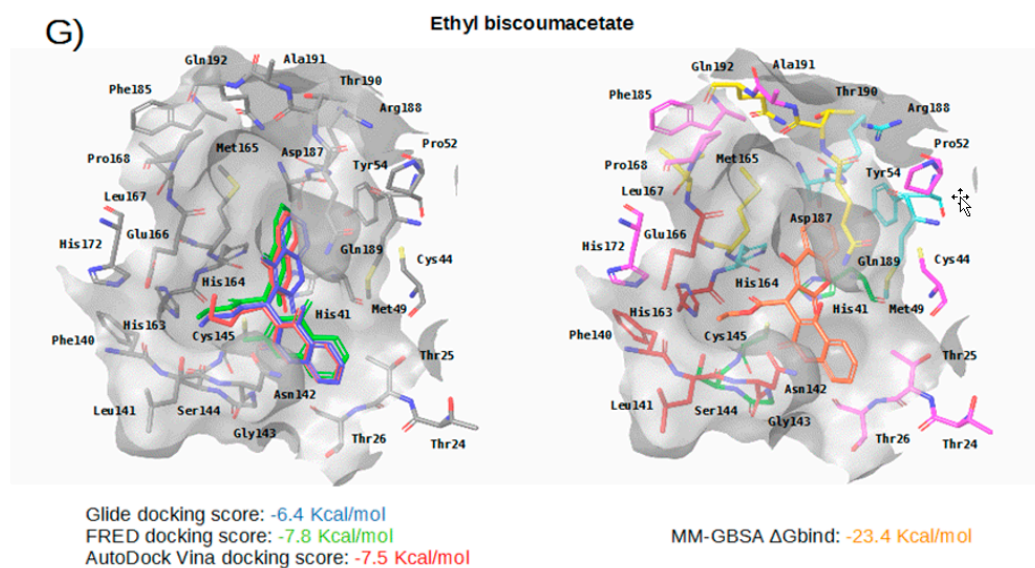 G)
Ethyl biscoumacetate
Gln192
Ala191
Thr190
Phe185
Arg188
Met165
Asp187
Pro52
Pro168
Tyr54
Leu167
Glu166
His172
Gln189
Cys44
His164
His163
His41
Met49
Phe140
Cys145
Thr25
Asn142
Leu141
Ser144
Gly143
Thr26
Thr24
Gln192
Ala191
Thr190
Phe185
Arg188
Pro52
Met165
Pro168
Tyr54
Leu167
Asp187
Glu166
His172
Gln189
Cys44
His164
His163
His41
Met49
Phe140
Cys145
Thr25
Asn142
Leu141
Ser144
Gly143
Thr26
Thr24
Glide docking score: -6.4 Kcal/mol
FRED docking score: -7.8 Kcal/mol
AutoDock Vina docking score: -7.5 Kcal/mol
MM-GBSA ΔGbind: -23.4 Kcal/mol